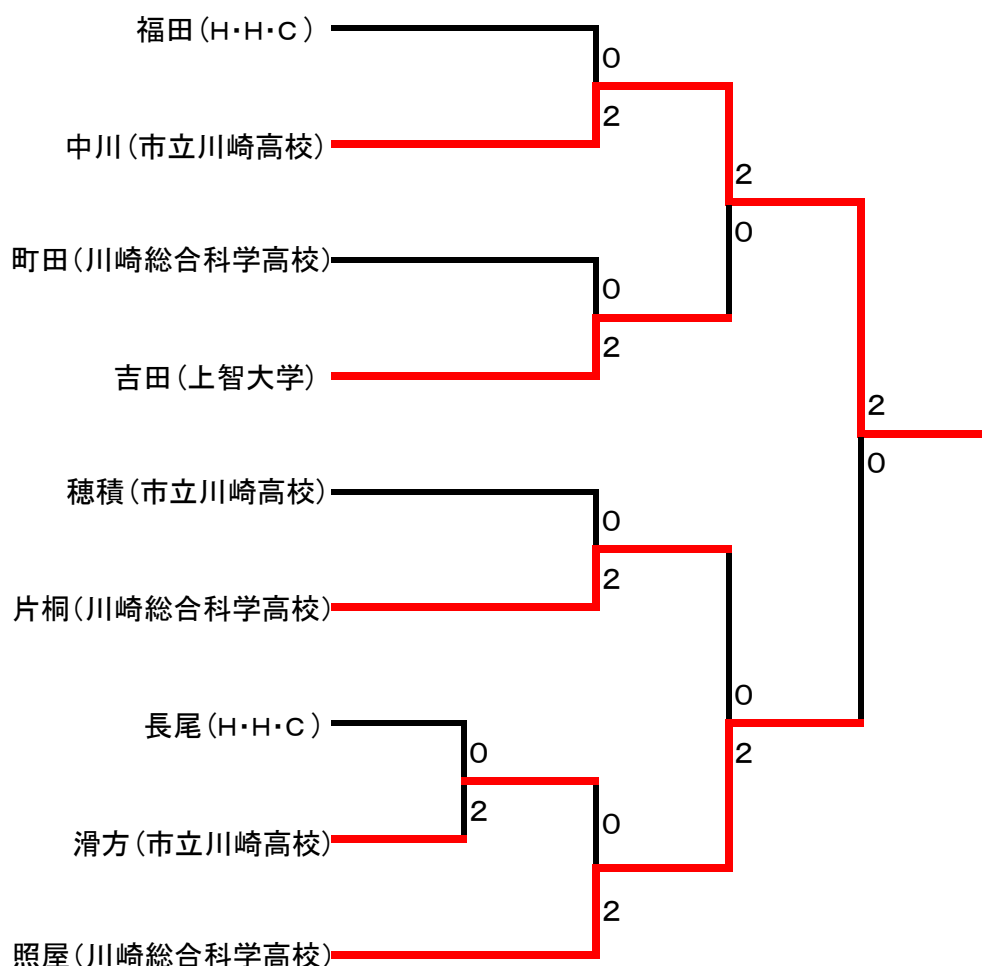 福田(H・H・C)
0
2
中川(市立川崎高校)
2
0
町田(川崎総合科学高校)
0
2
吉田(上智大学)
2
0
穂積(市立川崎高校)
0
2
片桐(川崎総合科学高校)
0
2
長尾(H・H・C)
0
2
滑方(市立川崎高校)
0
2
照屋(川崎総合科学高校)